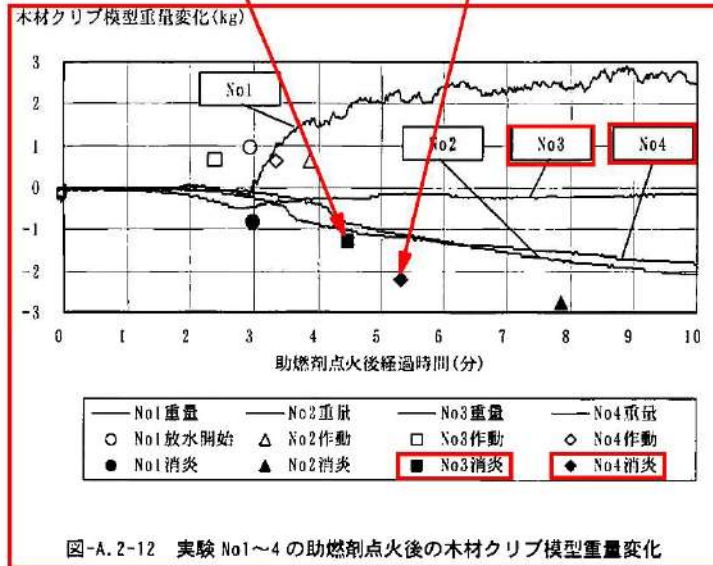 木材クリブ模型重量変化(kg)
3
2
1
0
-1
-2
-3
No1
No2
No3
No4
0 1 2 3 4 5 6 7 8 9 10
助燃剤点火後経過時間(分)
No1重量 No2重量 No3重量 No4重量
No1放水開始 No2作動 No3作動 No4作動
No1消炎 No2消炎 No3消炎 No4消炎
図-A.2-12 実験 No1～4 の助燃剤点火後の木材クリブ模型重量変化